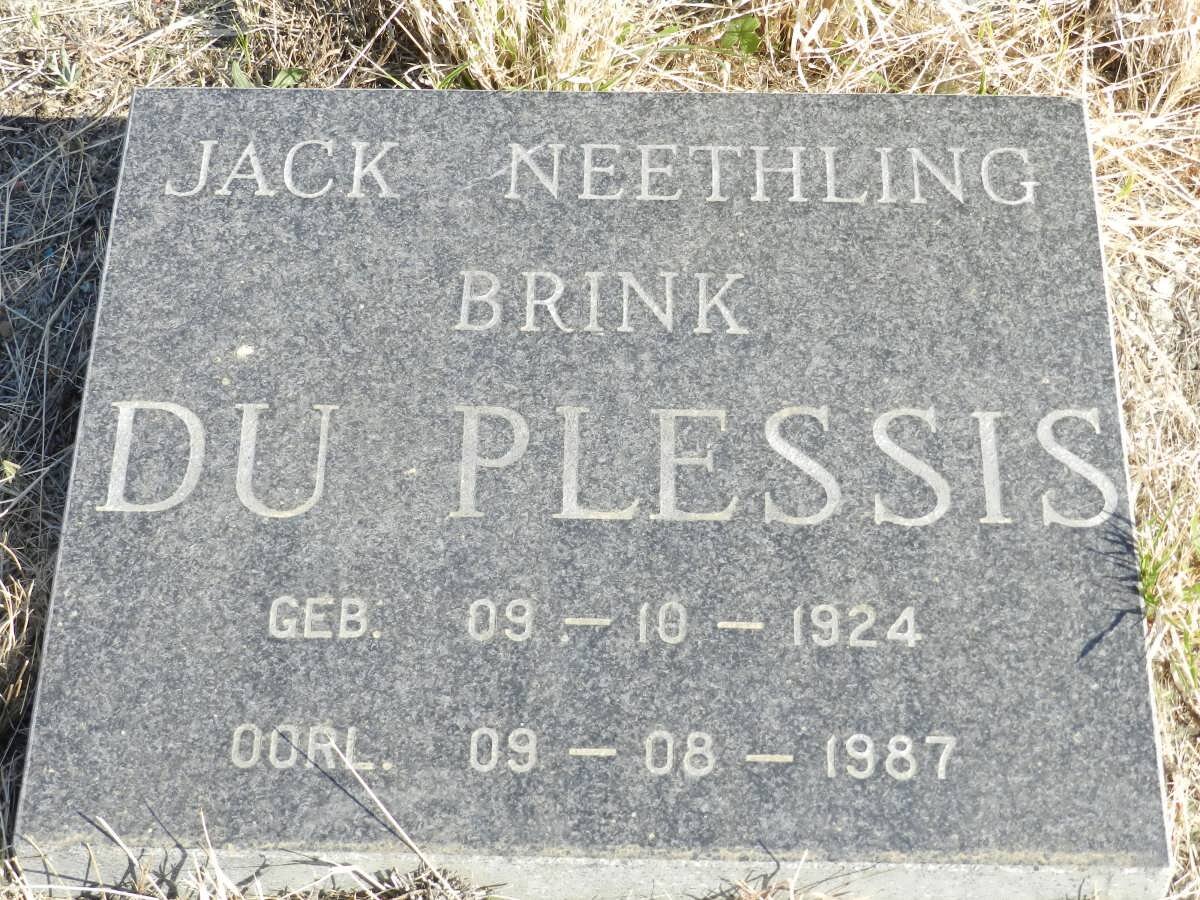 JACK NEETHLING
BRINK
DU PLESSIS
GEB. 09 - 10 - 1924
OORL. 09 - 08 - 1987